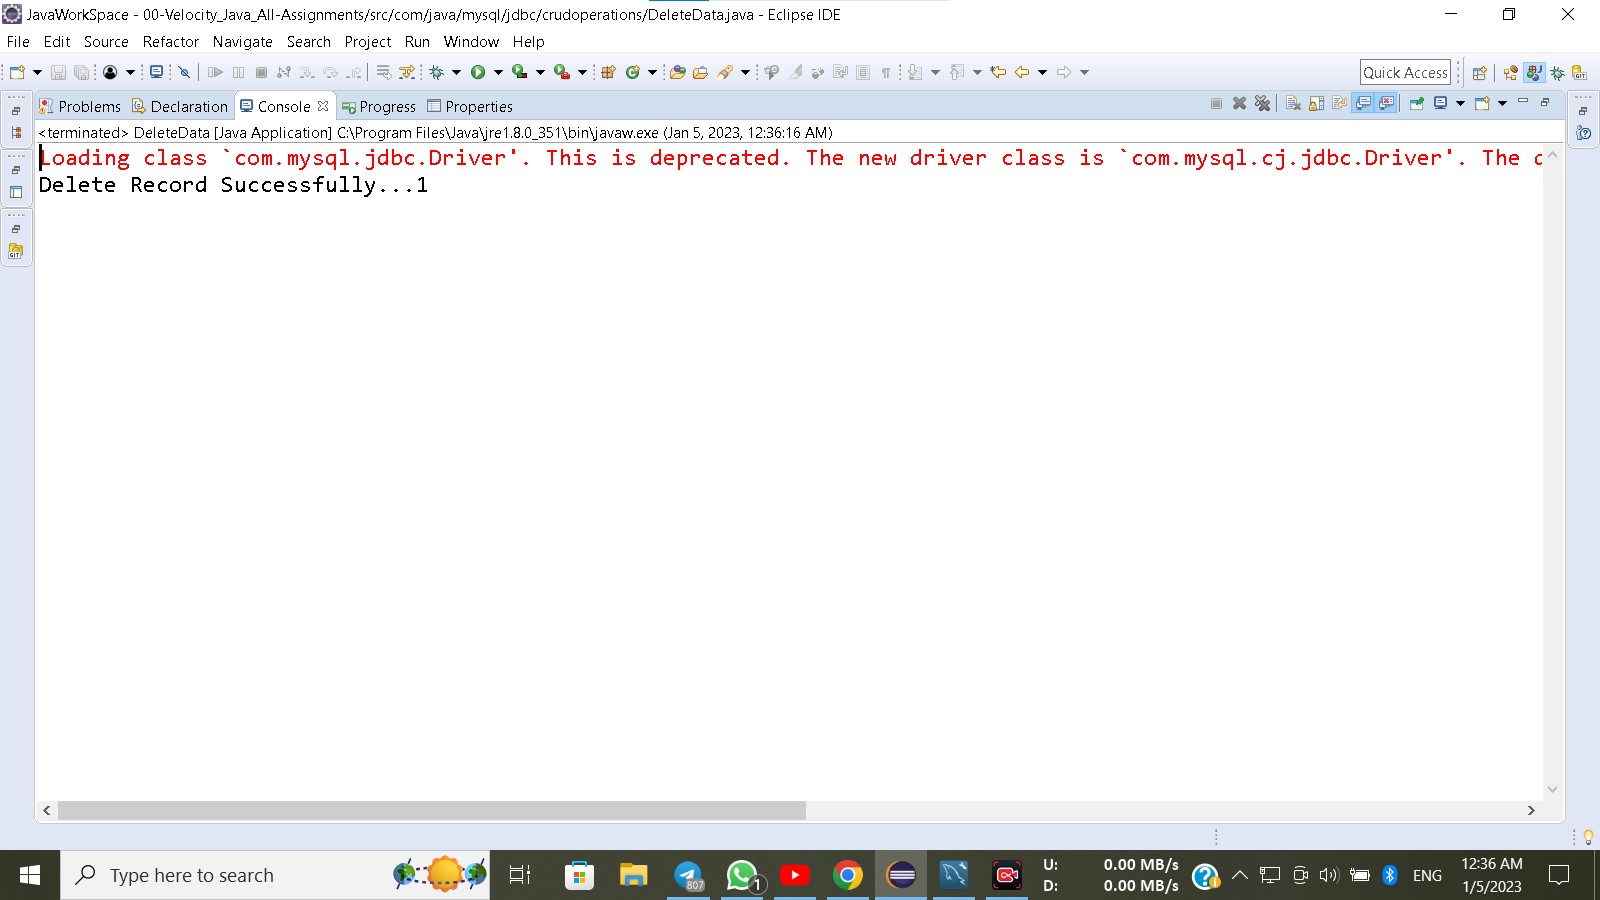 JavaWorkSpace - 00-Velocity_Java_All-Assignments/src/com/java/mysql/jdbc/crudoperations/DeleteData.java - Eclipse IDE
File Edit Source Refactor Navigate Search Project Run Window Help
Quick Access
Problems Declaration Console Progress Properties
<terminated> DeleteData [Java Application] C:\Program Files\Java\jre1.8.0_351\bin\javaw.exe (Jan 5, 2023, 12:36:16 AM)
Loading class `com.mysql.jdbc.Driver'. This is deprecated. The new driver class is `com.mysql.cj.jdbc.Driver'. The
Delete Record Successfully...1
Type here to search
807
1
U: 0.00 MB/s
D: 0.00 MB/s
ENG
12:36 AM
1/5/2023